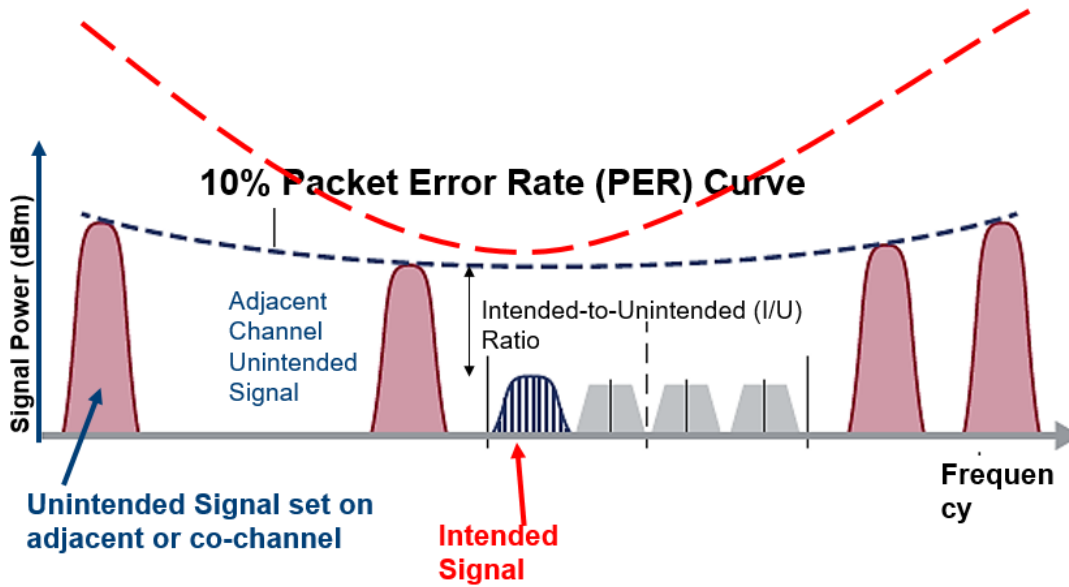 10% Packet Error Rate (PER) Curve
Signal Power (dBm)
Adjacent
Channel
Unintended
Signal
Intended-to-Unintended (I/U)
Ratio
Frequen
cy
Unintended Signal set on
adjacent or co-channel
Intended
Signal